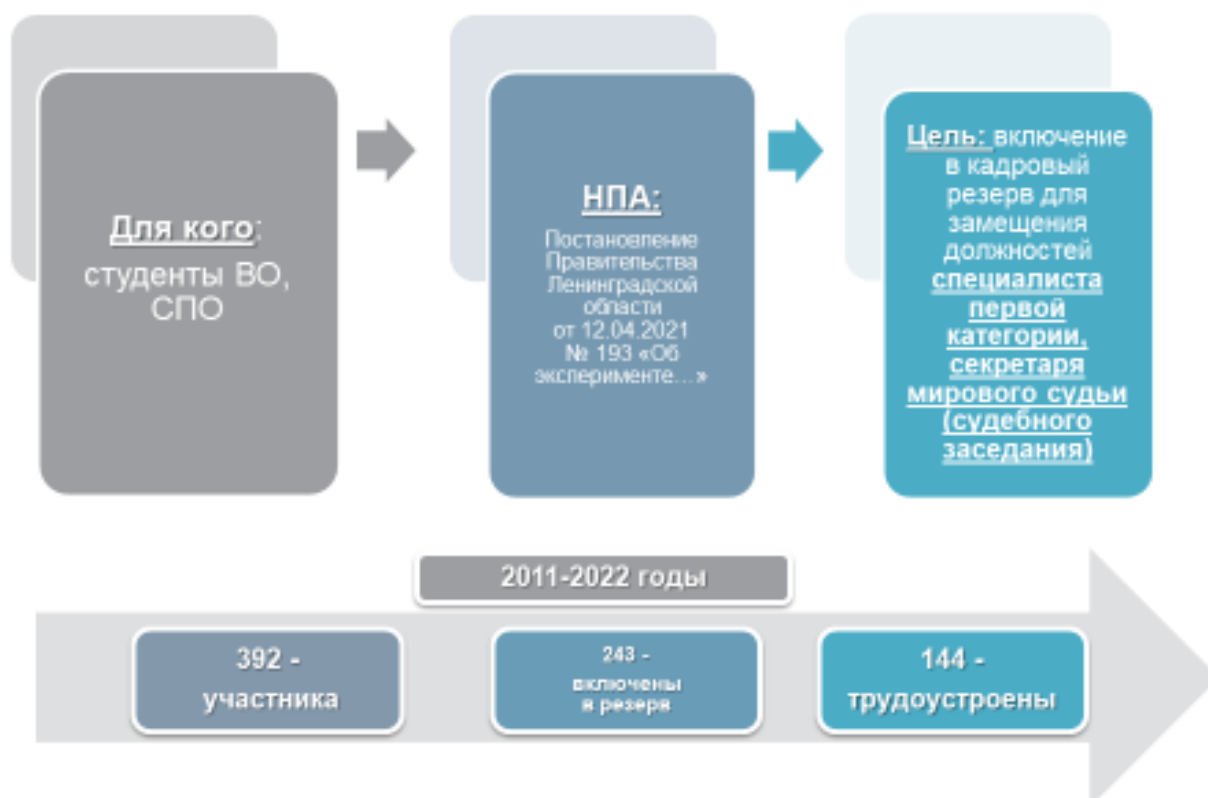 Для кого:
студенты ВО,
СПО
НПА:
Постановление
Правительства
Ленинградской
области
от 12.04.2021
№ 193 «Об
эксперименте...»
Цель: включение
в кадровый
резерв для
замещения
должностей
специалиста
первой
категории,
секретаря
мирового судьи
(судебного
заседания)
2011-2022 годы
392 -
участника
243 -
включены
в резерв
144 -
трудоустроены